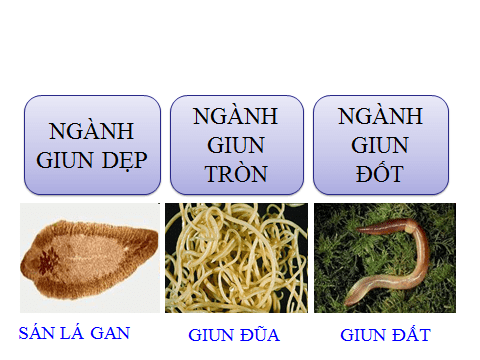 NGÀNH
GIUN DẸP
NGÀNH
GIUN
TRÒN
NGÀNH
GIUN
ĐỐT
SÁN LÁ GAN
GIUN ĐŨA
GIUN ĐẤT